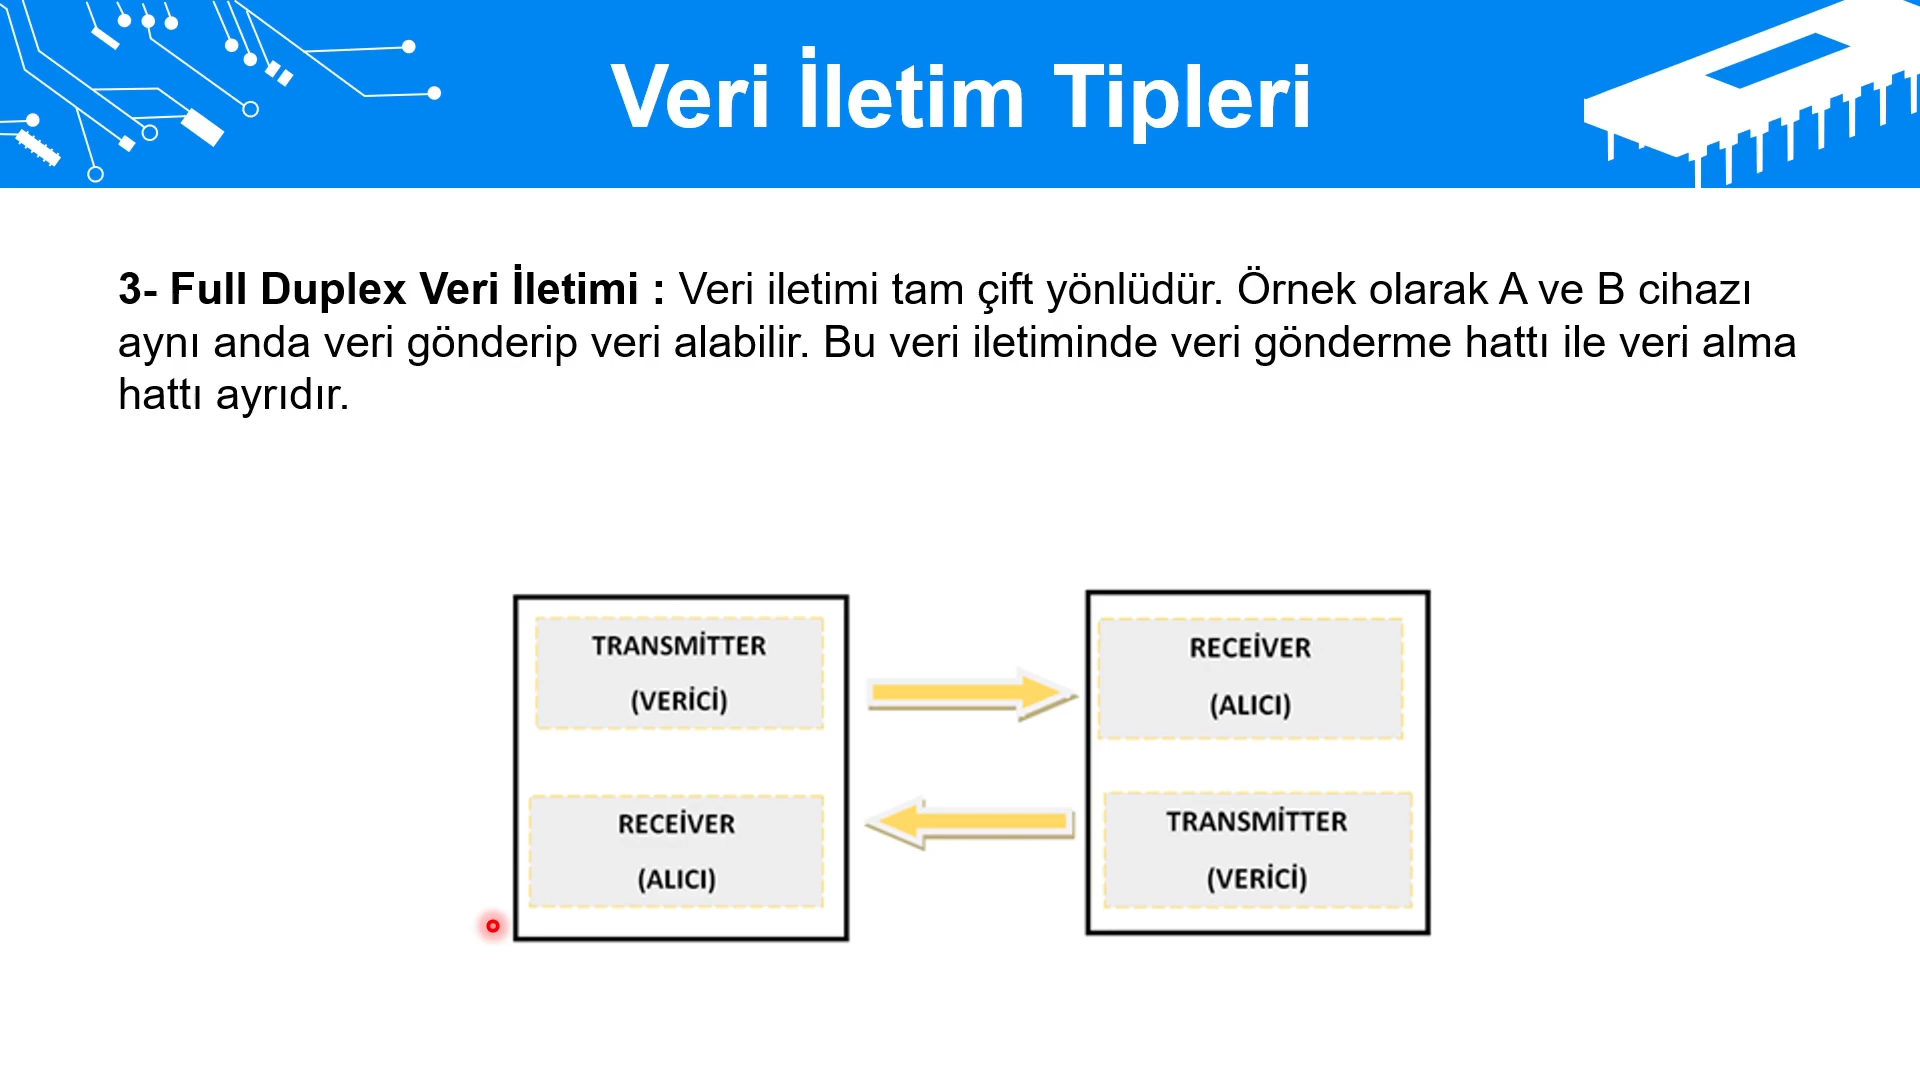 Veri İletim Tipleri
3- Full Duplex Veri İletimi : Veri iletimi tam çift yönlüdür. Örnek olarak A ve B cihazı
aynı anda veri gönderip veri alabilir. Bu veri iletiminde veri gönderme hattı ile veri alma
hattı ayrıdır.
TRANSMİTTER
(VERİCİ)
RECEİVER
(ALICI)
RECEİVER
(ALICI)
TRANSMİTTER
(VERİCİ)